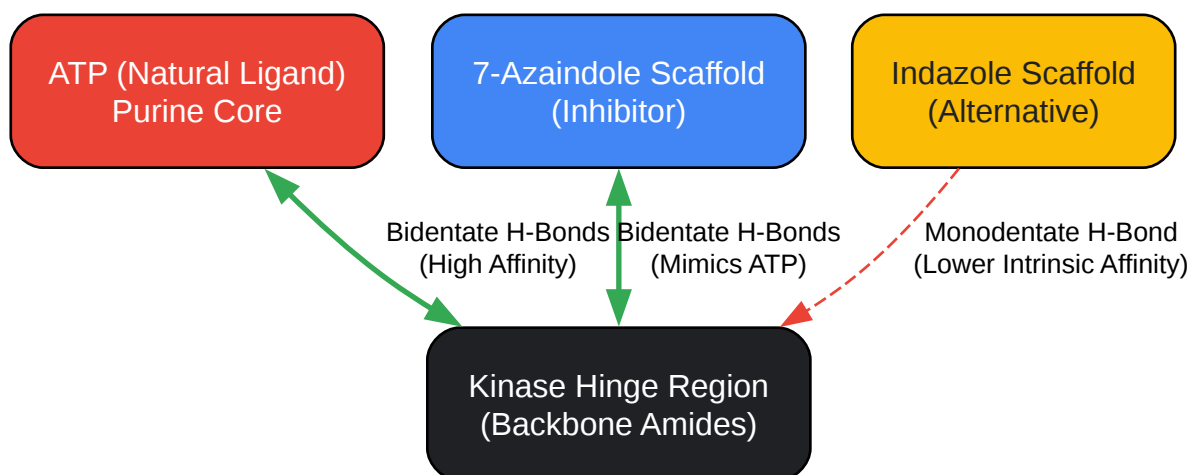 ATP (Natural Ligand)
Purine Core
7-Azaindole Scaffold
(Inhibitor)
Indazole Scaffold
(Alternative)
Bidentate H-Bonds
(High Affinity)
Bidentate H-Bonds
(Mimics ATP)
Monodentate H-Bond
(Lower Intrinsic Affinity)
Kinase Hinge Region
(Backbone Amides)